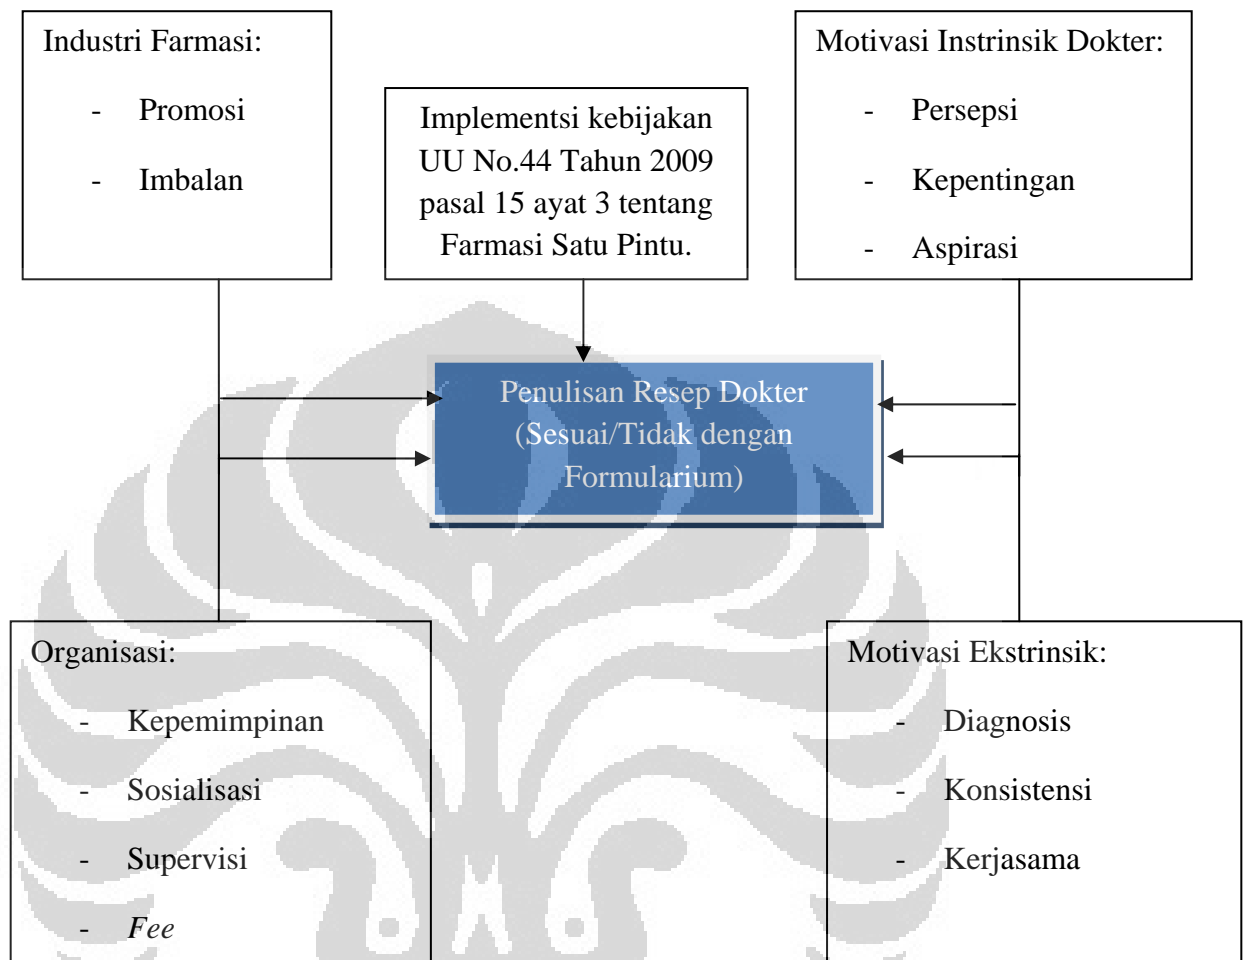 Industri Farmasi:
- Promosi
- Imbalan
Implementsi kebijakan
UU No.44 Tahun 2009
pasal 15 ayat 3 tentang
Farmasi Satu Pintu.
Motivasi Instrinsik Dokter:
- Persepsi
- Kepentingan
- Aspirasi
Penulisan Resep Dokter
(Sesuai/Tidak dengan
Formularium)
Organisasi:
- Kepemimpinan
- Sosialisasi
- Supervisi
- Fee
Motivasi Ekstrinsik:
- Diagnosis
- Konsistensi
- Kerjasama